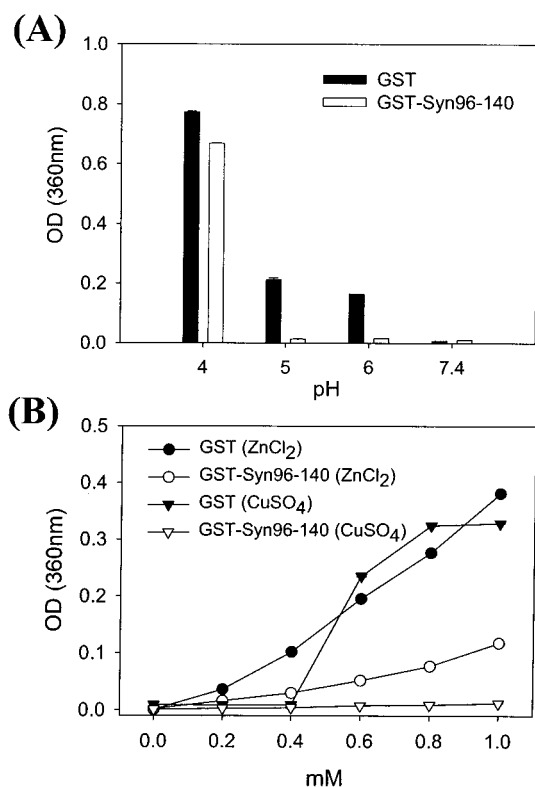 (A)
1.0
0.8
0.6
0.4
0.2
0.0
OD (360nm)
GST
GST-Syn96-140
4 5 6 7.4
pH
(B)
0.5
0.4
0.3
0.2
0.1
0.0
OD (360nm)
GST (ZnCl₂)
GST-Syn96-140 (ZnCl₂)
GST (CuSO₄)
GST-Syn96-140 (CuSO₄)
0.0 0.2 0.4 0.6 0.8 1.0
mM